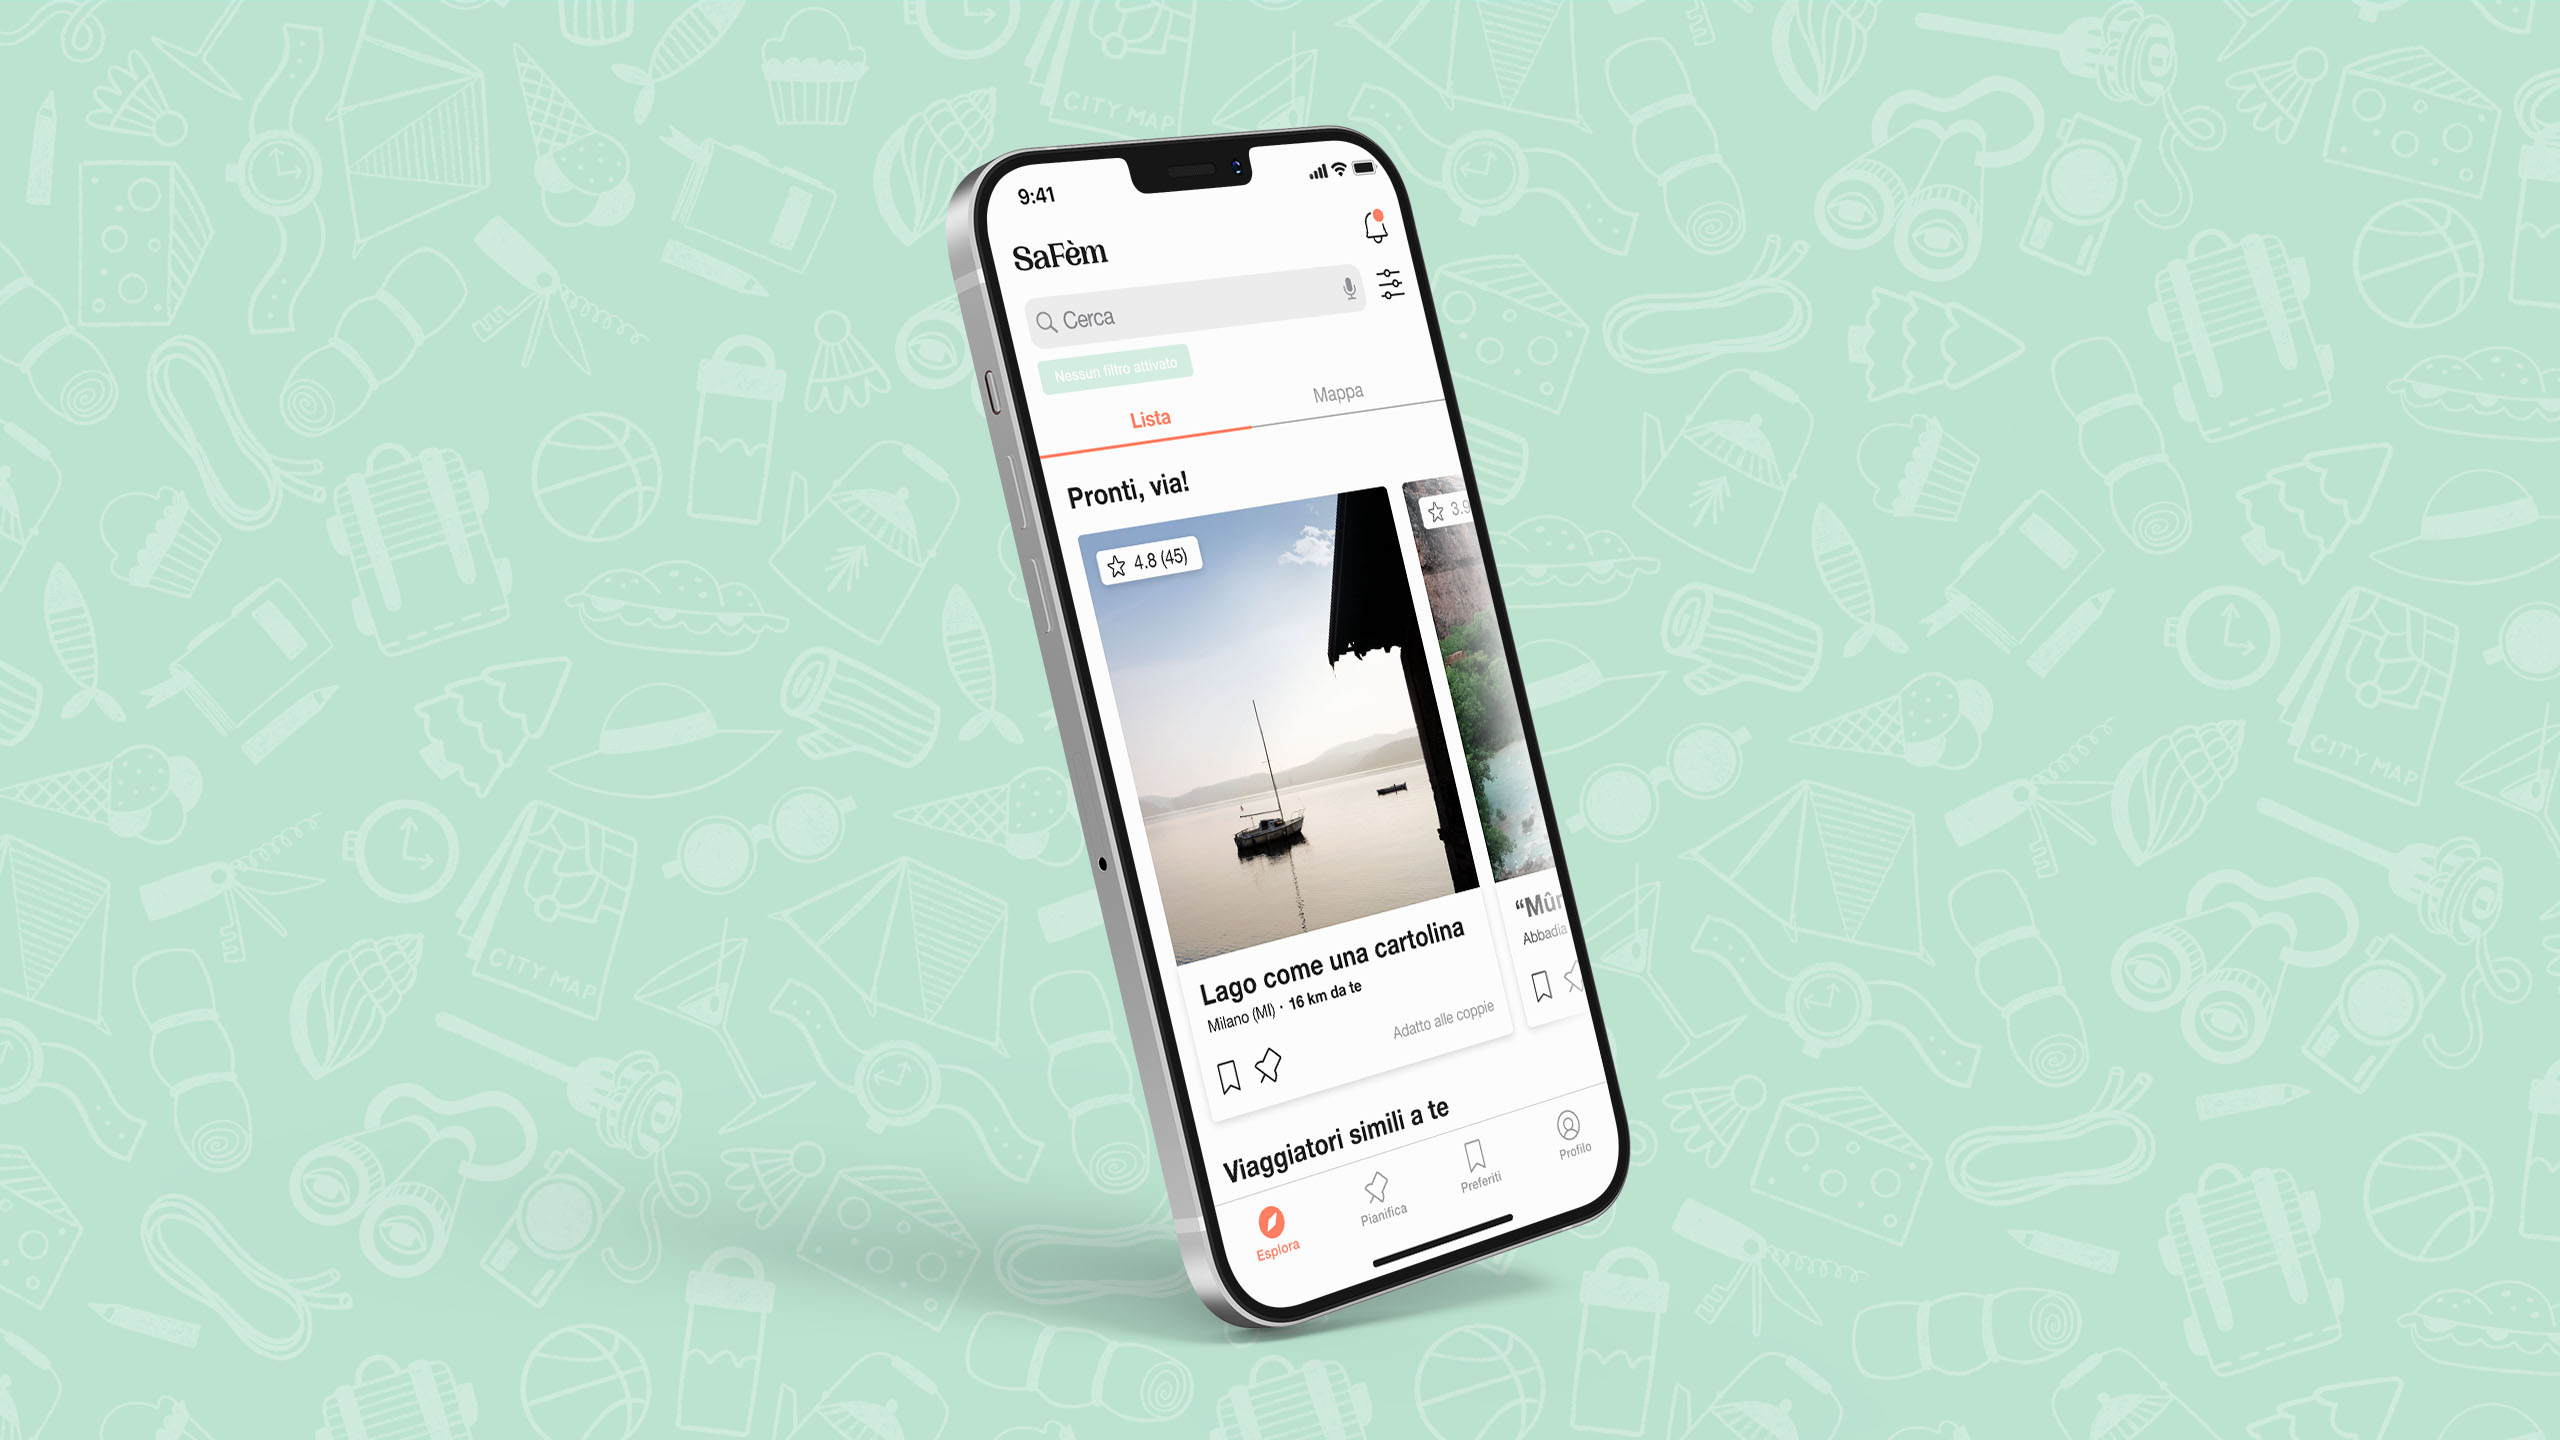 CITY MAP
9:41
SaFèm
Cerca
Nessun filtro attivato
Lista
Mappa
Pronti, via!
4.8 (45)
3.9
Lago come una cartolina
Milano (MI) · 16 km da te
Adatto alle coppie
Abbadia
Viaggiatori simili a te
Esplora
Pianifica
Preferiti
Profilo
CITY MAP
CITY MAP